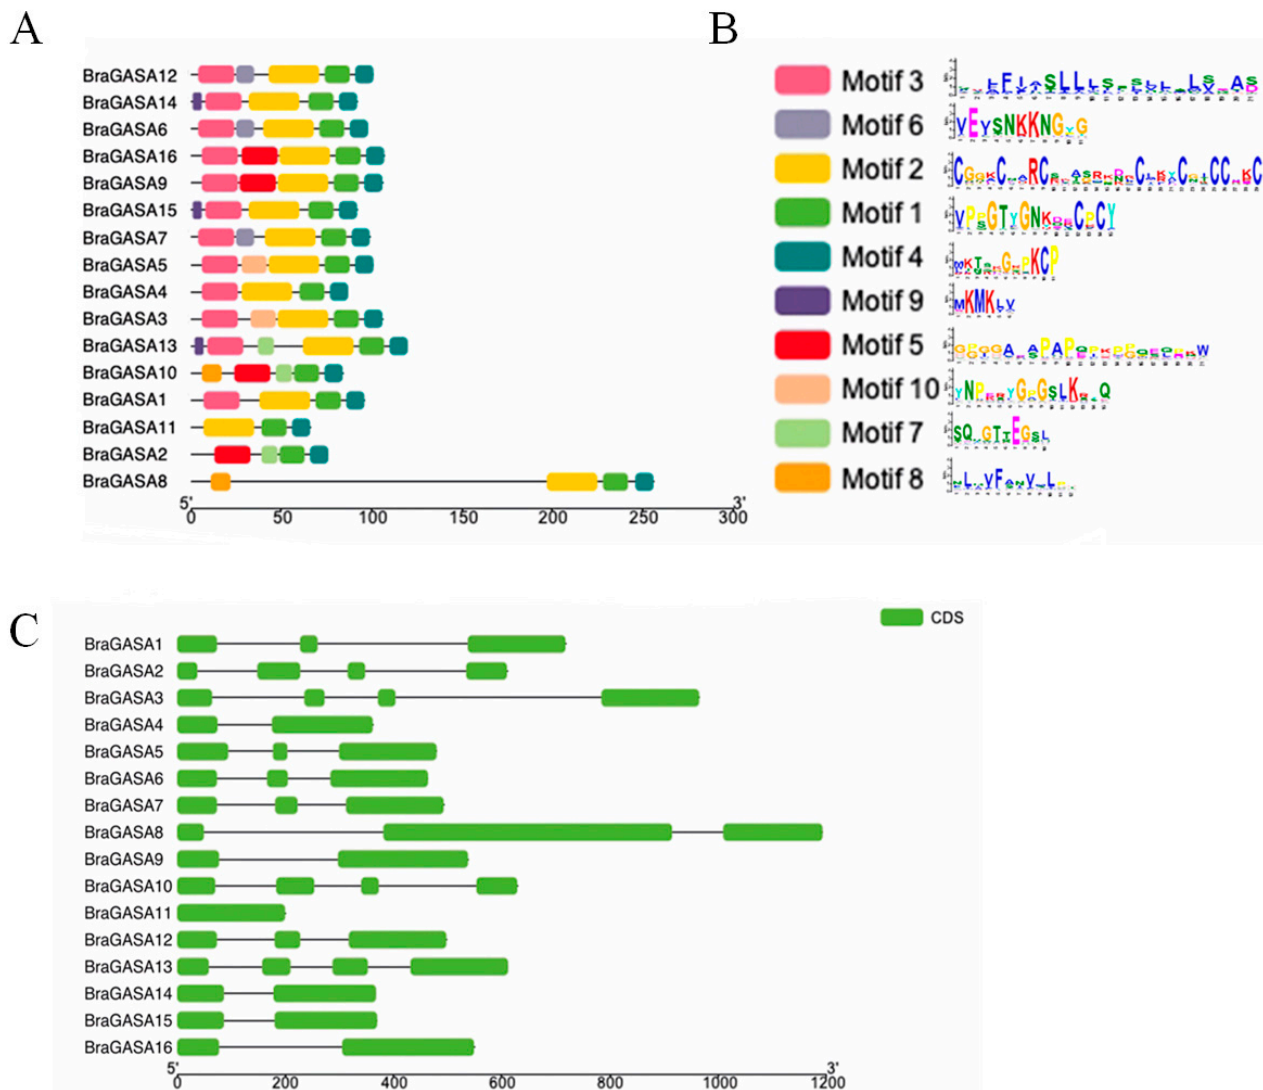 A
B
BraGASA12
BraGASA14
BraGASA6
BraGASA16
BraGASA9
BraGASA15
BraGASA7
BraGASA5
BraGASA4
BraGASA3
BraGASA13
BraGASA10
BraGASA1
BraGASA11
BraGASA2
BraGASA8
5' 3'
0 50 100 150 200 250 300
Motif 3
Motif 6
VEYSNKKNG G
Motif 2
Motif 1
Motif 4
Motif 9
MKMKLV
Motif 5
Motif 10
Motif 7
Motif 8
C
CDS
BraGASA1
BraGASA2
BraGASA3
BraGASA4
BraGASA5
BraGASA6
BraGASA7
BraGASA8
BraGASA9
BraGASA10
BraGASA11
BraGASA12
BraGASA13
BraGASA14
BraGASA15
BraGASA16
5' 3'
0 200 400 600 800 1000 1200